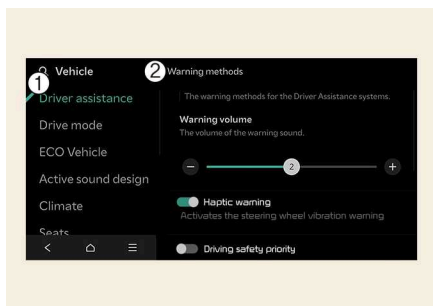 Vehicle
1
Driver assistance
Drive mode
ECO Vehicle
Active sound design
Climate
Seats
2 Warning methods
The warning methods for the Driver Assistance systems.
Warning volume
The volume of the warning sound.
2
Haptic warning
Activates the steering wheel vibration warning
Driving safety priority